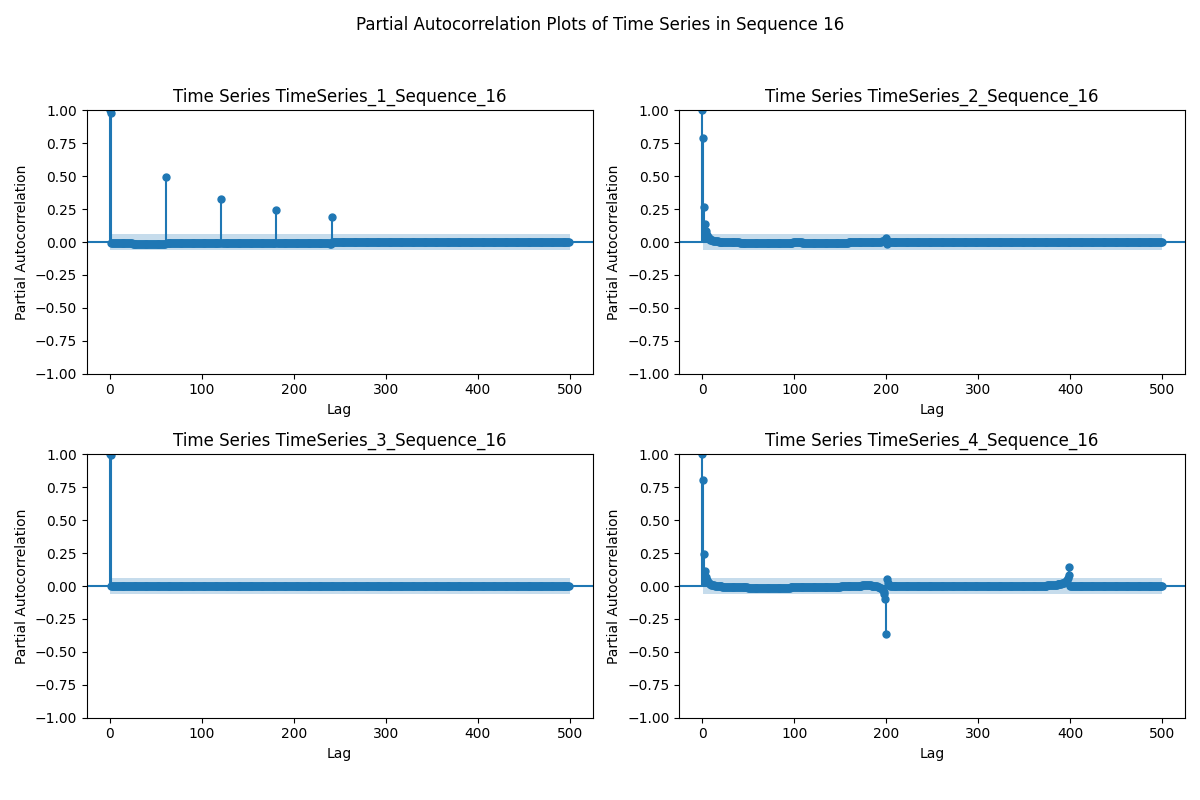 Partial Autocorrelation Plots of Time Series in Sequence 16
Time Series TimeSeries_1_Sequence_16
1.00
0.75
0.50
0.25
0.00
−0.25
−0.50
−0.75
−1.00
Partial Autocorrelation
0 100 200 300 400 500
Lag
Time Series TimeSeries_2_Sequence_16
1.00
0.75
0.50
0.25
0.00
−0.25
−0.50
−0.75
−1.00
Partial Autocorrelation
0 100 200 300 400 500
Lag
Time Series TimeSeries_3_Sequence_16
1.00
0.75
0.50
0.25
0.00
−0.25
−0.50
−0.75
−1.00
Partial Autocorrelation
0 100 200 300 400 500
Lag
Time Series TimeSeries_4_Sequence_16
1.00
0.75
0.50
0.25
0.00
−0.25
−0.50
−0.75
−1.00
Partial Autocorrelation
0 100 200 300 400 500
Lag